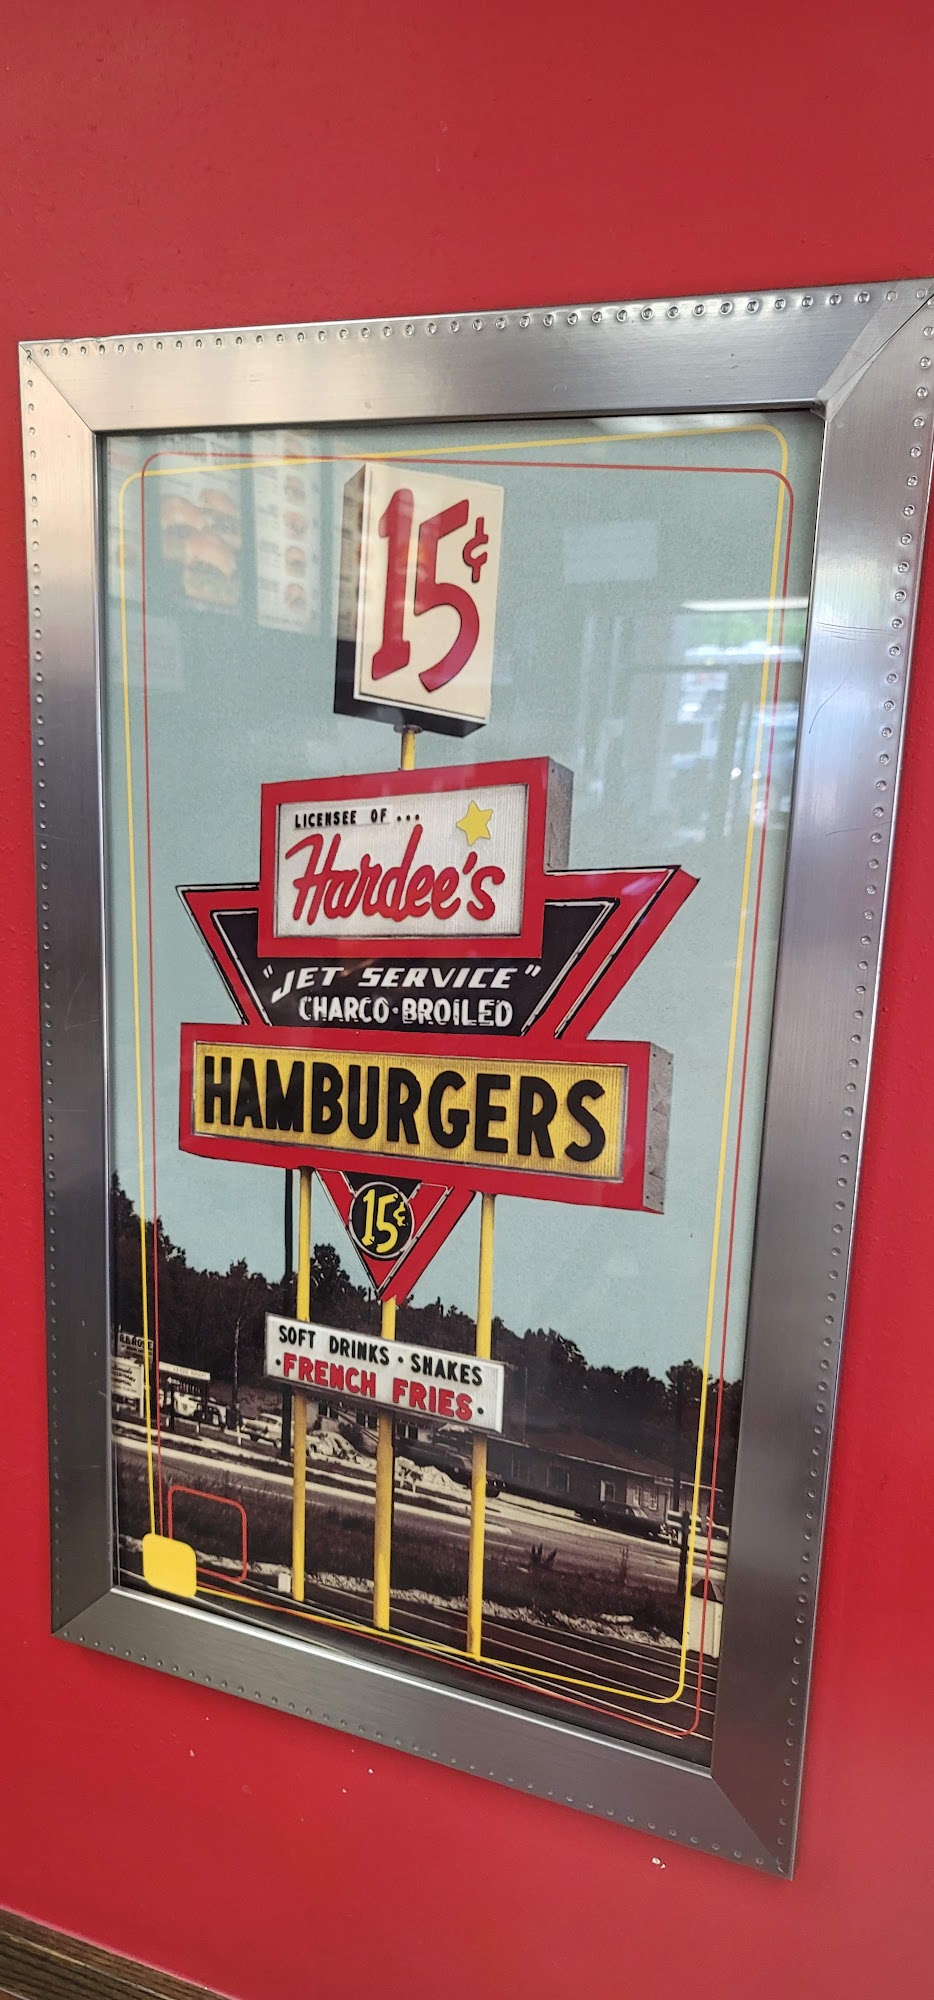 15¢
LICENSEE OF...
Hardee's
"JET SERVICE"
CHARCO-BROILED
HAMBURGERS
15¢
SOFT DRINKS · SHAKES
·FRENCH FRIES·